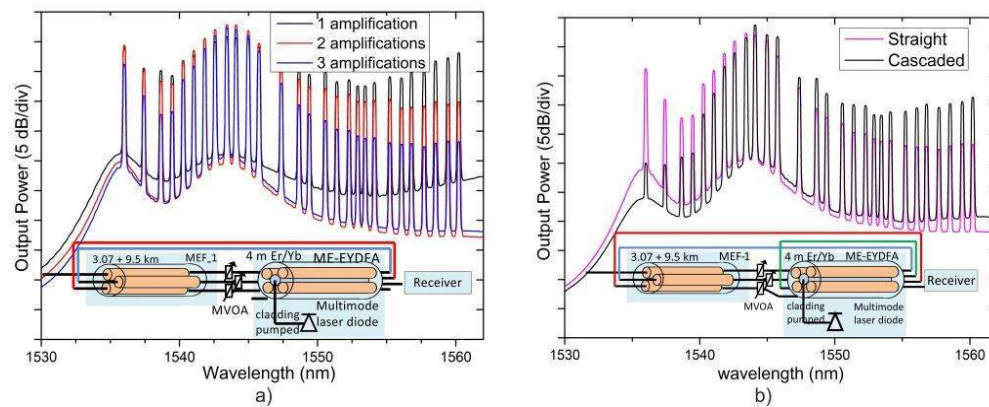 1 amplification
2 amplifications
3 amplifications
Output Power (5 dB/div)
3.07 + 9.5 km
MEF_1
4 m Er/Yb
ME-EYDFA
Receiver
MVOA
cladding
pumped
Multimode
laser diode
1530
1540
1550
1560
Wavelength (nm)
a)
Straight
Cascaded
Output Power (5dB/div)
3.07 + 9.5 km
MEF-1
4 m Er/Yb
ME-EYDFA
Receiver
MVOA
cladding
pumped
Multimode
laser diode
1530
1540
1550
1560
wavelength (nm)
b)